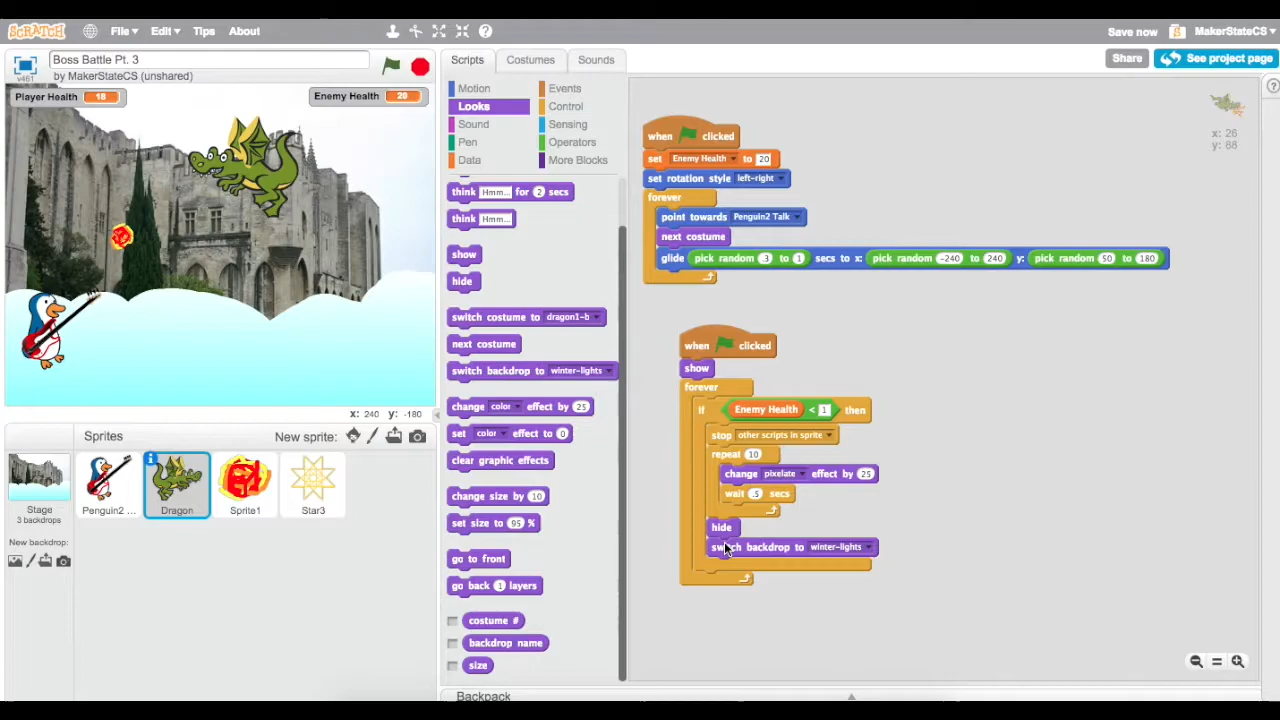 SCRATCH File Edit Tips About Save now MakerStateCS
Boss Battle Pt. 3
by MakerStateCS (unshared)
v461
Scripts Costumes Sounds
Share See project page
Player Health 18 Enemy Health 20
Motion Events
Looks Control
Sound Sensing
Pen Operators
Data More Blocks
think Hmm... for 2 secs
think Hmm...
show
hide
switch costume to dragon1-b
next costume
switch backdrop to winter-lights
change color effect by 25
set color effect to 0
clear graphic effects
change size by 10
set size to 95 %
go to front
go back 1 layers
costume #
backdrop name
size
when clicked
set Enemy Health to 20
set rotation style left-right
forever
point towards Penguin2 Talk
next costume
glide pick random .3 to 1 secs to x: pick random -240 to 240 y: pick random 50 to 180
when clicked
show
forever
if Enemy Health < 1 then
stop other scripts in sprite
repeat 10
change pixelate effect by 25
wait .5 secs
hide
switch backdrop to winter-lights
x: 26
y: 88
x: 240 y: -180
Sprites New sprite:
Stage
3 backdrops
New backdrop:
Penguin2 ...
Dragon
Sprite1
Star3
Backpack